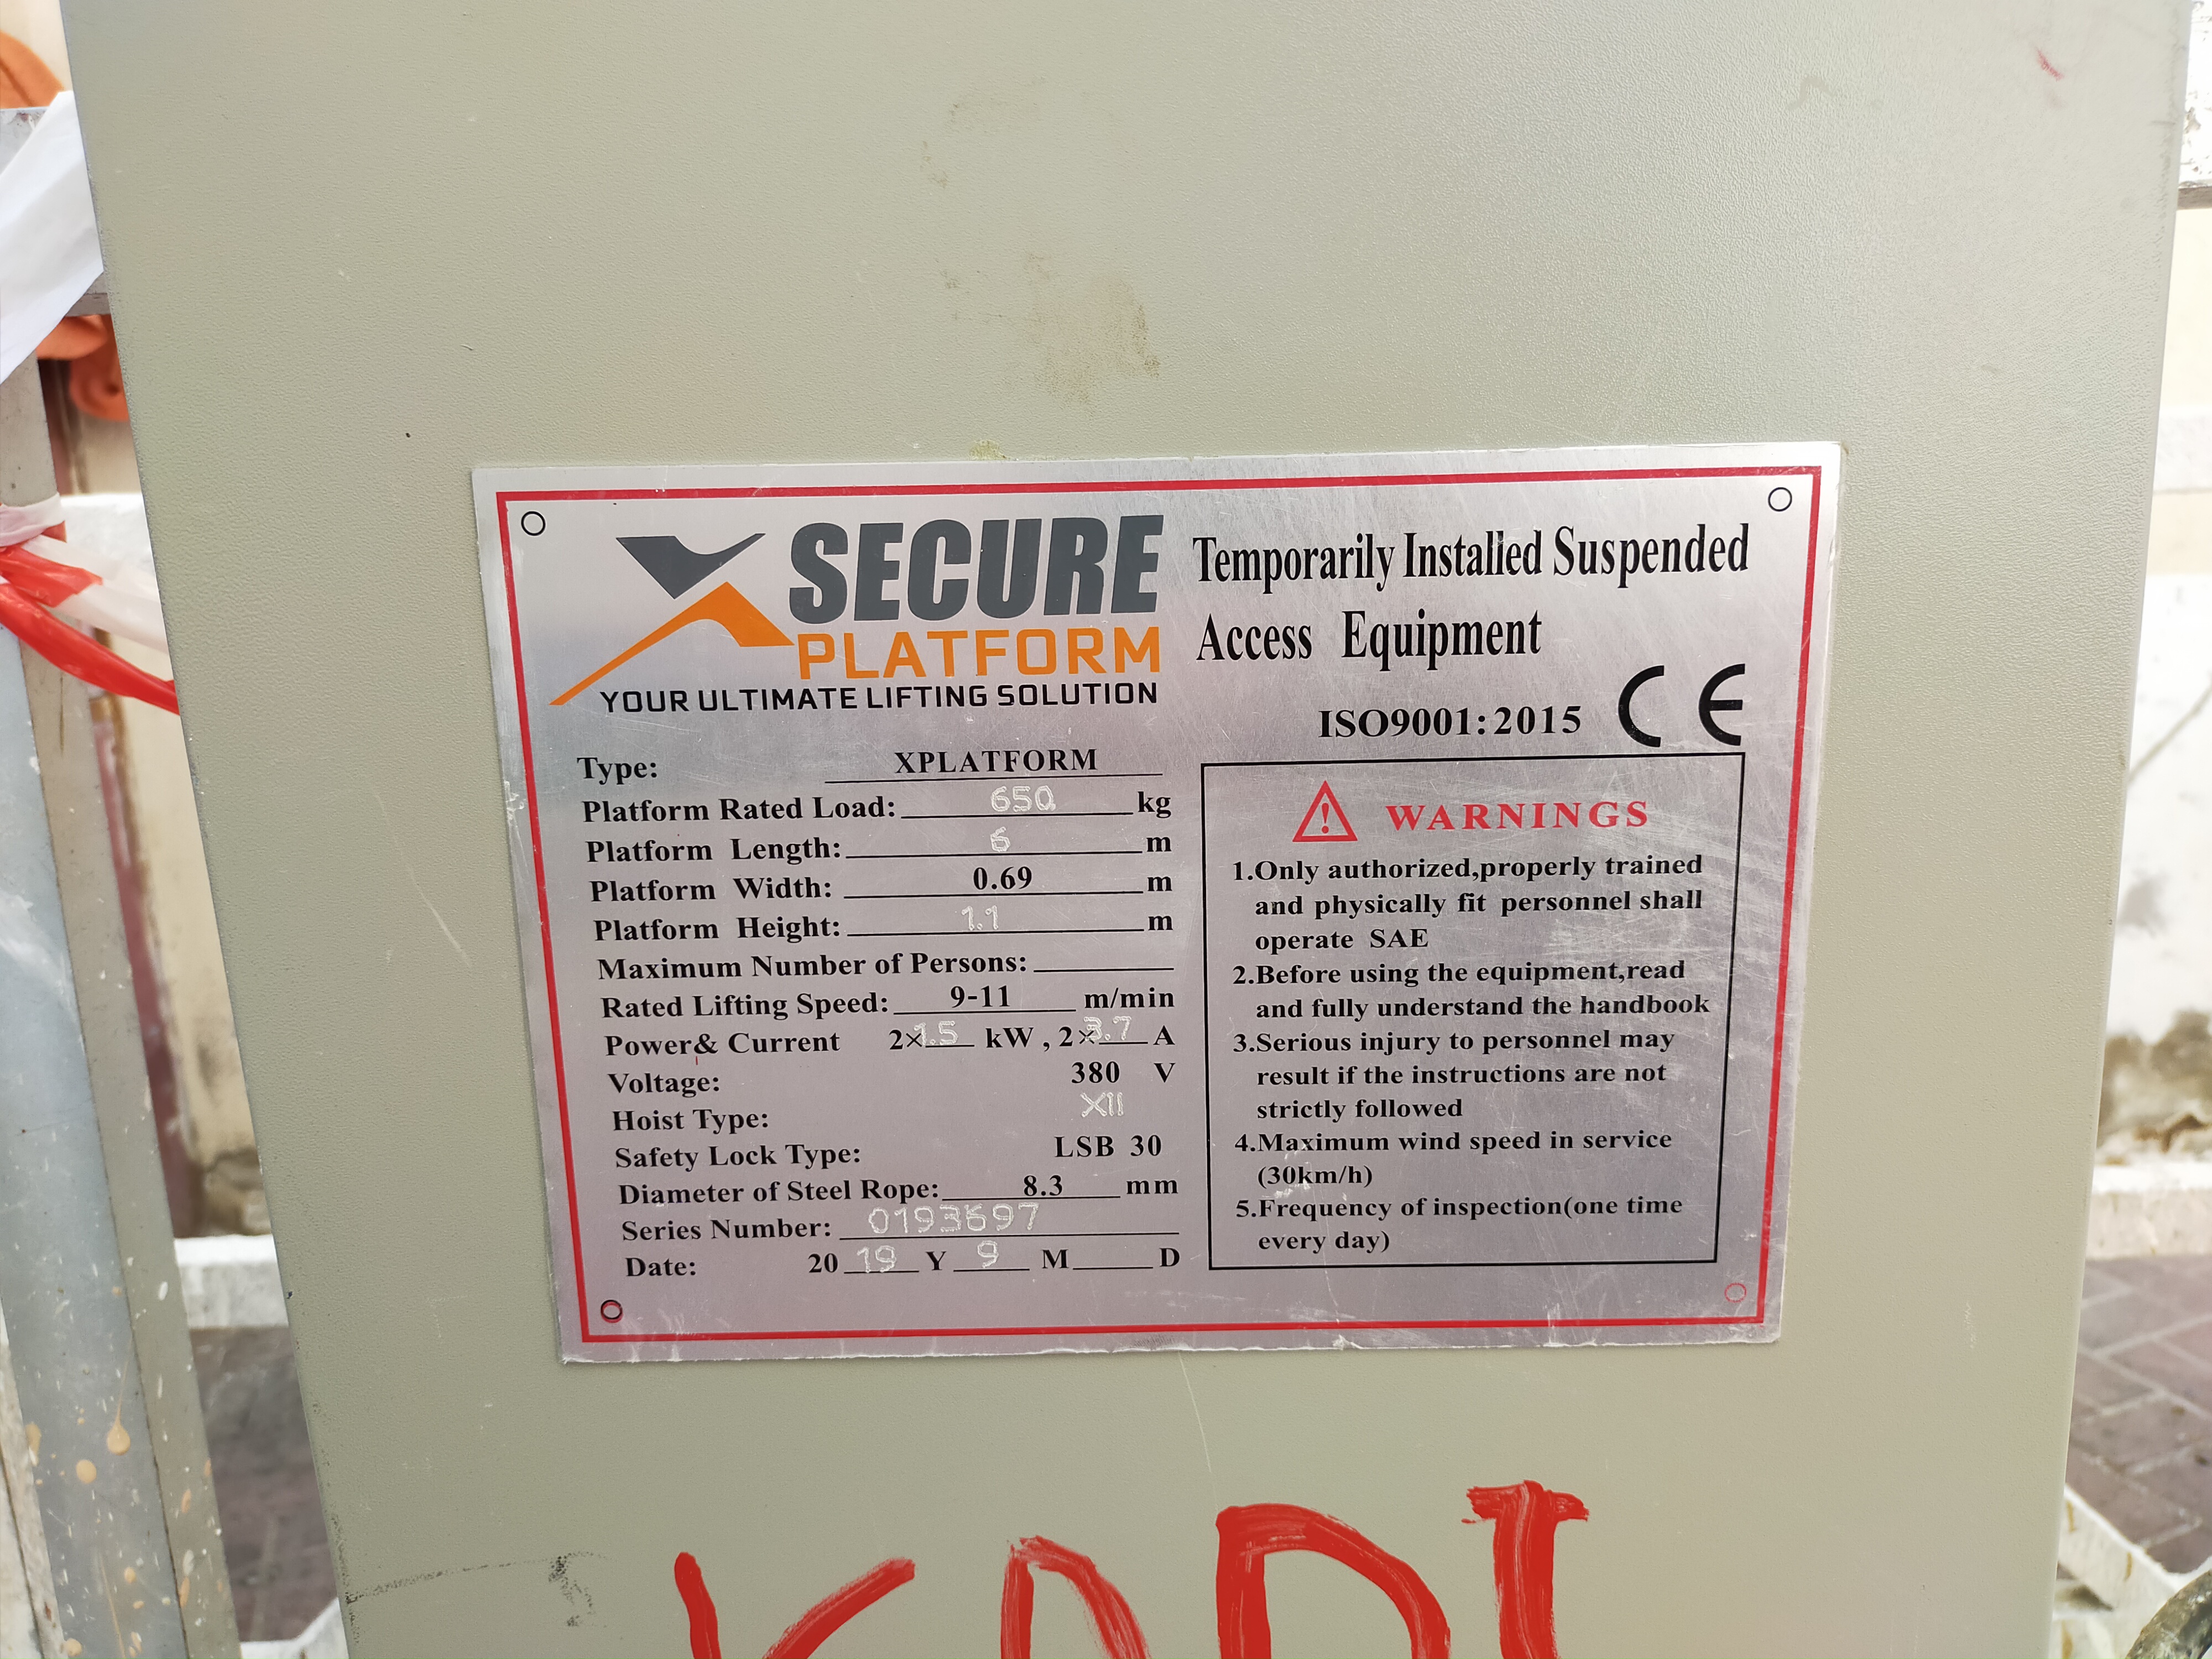 SECURE
PLATFORM
YOUR ULTIMATE LIFTING SOLUTION
Temporarily Installed Suspended
Access Equipment
ISO9001:2015 CE
Type: XPLATFORM
Platform Rated Load: 650 kg
Platform Length: 6 m
Platform Width: 0.69 m
Platform Height: 1.1 m
Maximum Number of Persons:
Rated Lifting Speed: 9-11 m/min
Power& Current 2×1.5 kW , 2×3.7 A
Voltage: 380 V
Hoist Type: XII
Safety Lock Type: LSB 30
Diameter of Steel Rope: 8.3 mm
Series Number: 0193697
Date: 20 19 Y 9 M D
WARNINGS
1.Only authorized,properly trained
and physically fit personnel shall
operate SAE
2.Before using the equipment,read
and fully understand the handbook
3.Serious injury to personnel may
result if the instructions are not
strictly followed
4.Maximum wind speed in service
(30km/h)
5.Frequency of inspection(one time
every day)